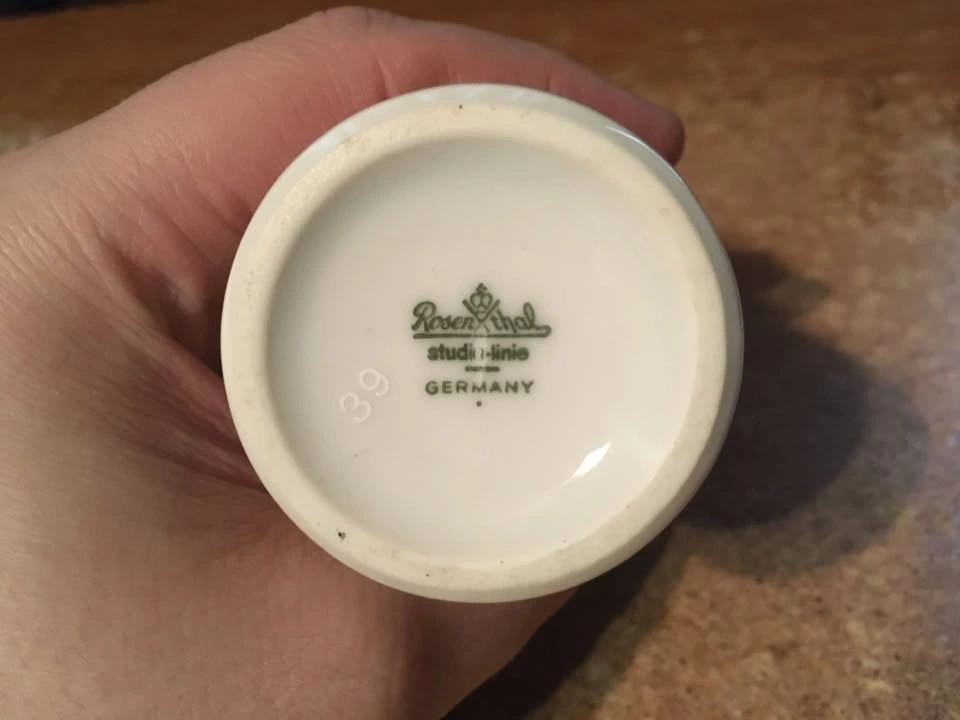 Rosenthal
studio-linie
GERMANY
39